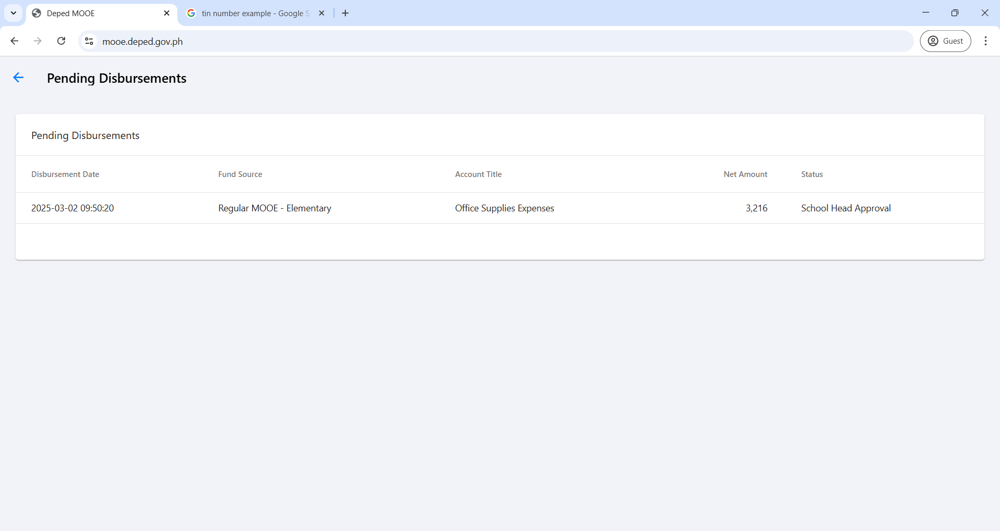 Deped MOOE
tin number example - Google S
mooe.deped.gov.ph
Guest
Pending Disbursements
Pending Disbursements
Disbursement Date Fund Source Account Title Net Amount Status
2025-03-02 09:50:20 Regular MOOE - Elementary Office Supplies Expenses 3,216 School Head Approval